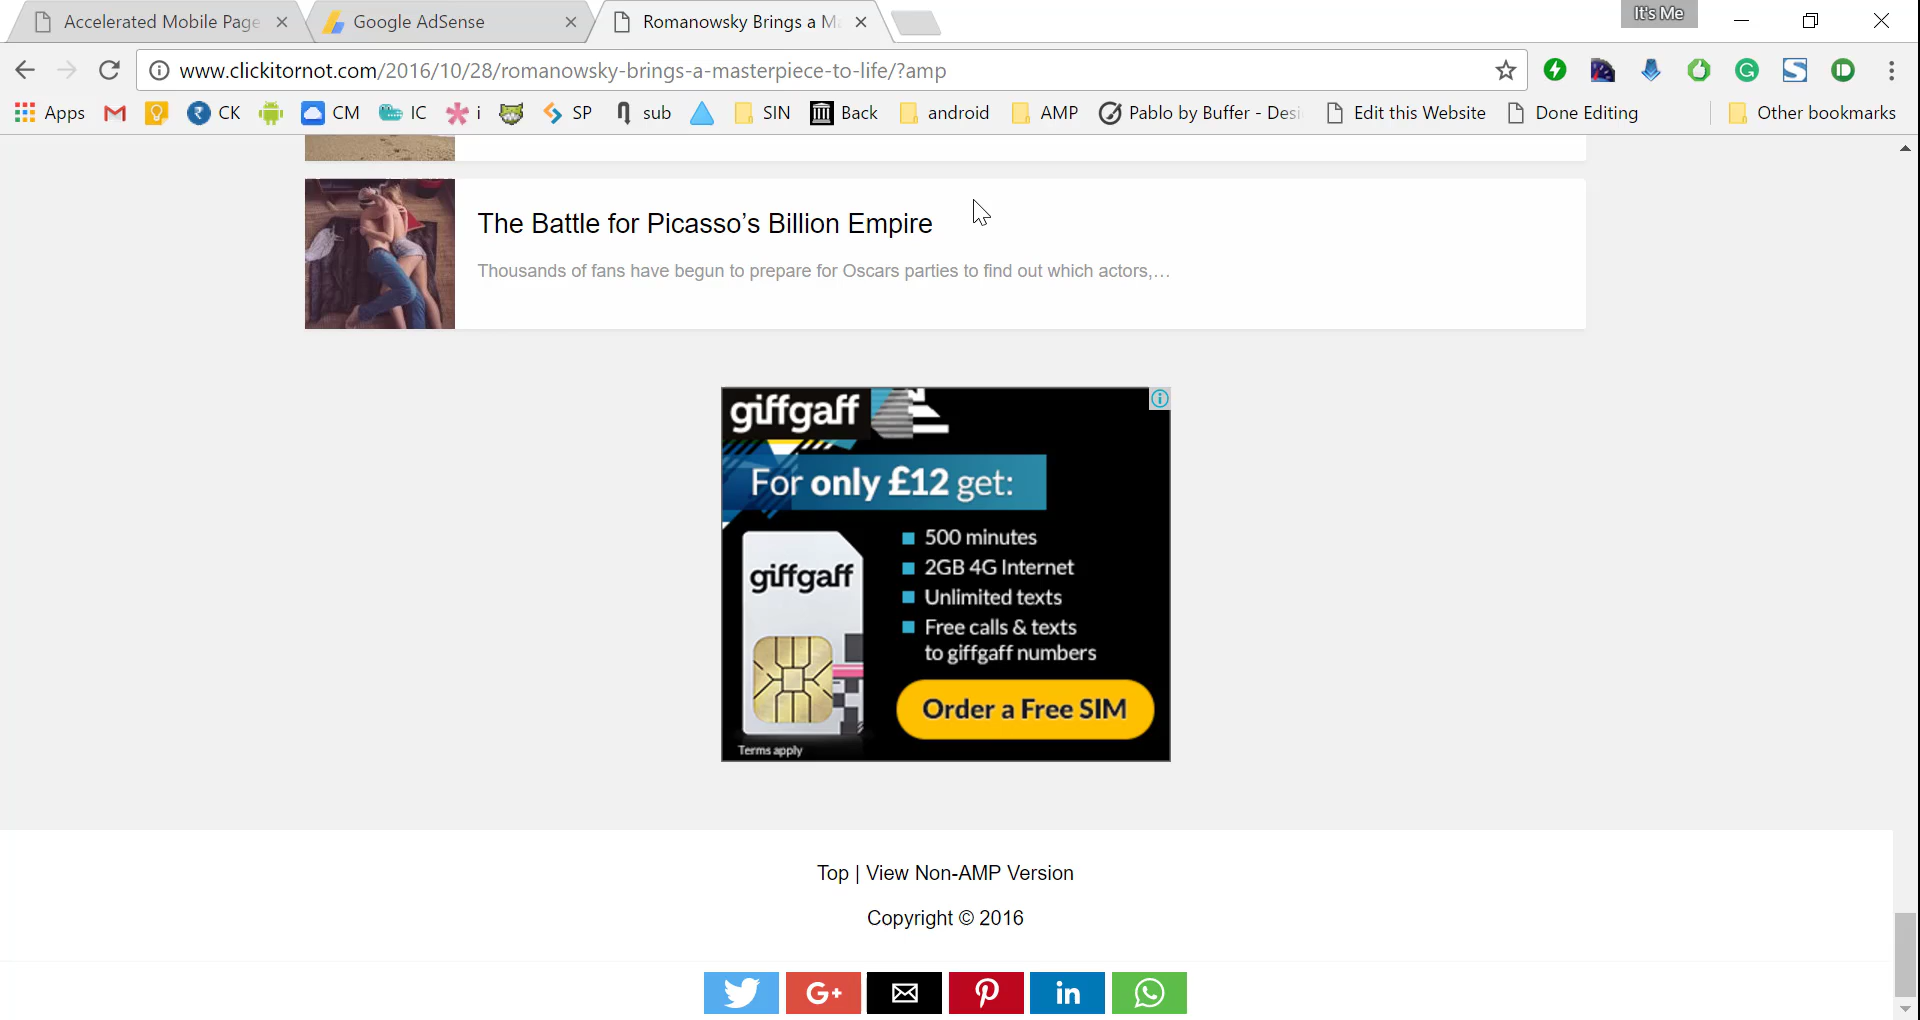 Accelerated Mobile Page
Google AdSense
Romanowsky Brings a Ma
It's Me
www.clickitornot.com/2016/10/28/romanowsky-brings-a-masterpiece-to-life/?amp
Apps CK CM IC i SP sub SIN Back android AMP Pablo by Buffer - Desi Edit this Website Done Editing Other bookmarks
The Battle for Picasso’s Billion Empire
Thousands of fans have begun to prepare for Oscars parties to find out which actors,…
giffgaff
For only £12 get:
500 minutes
2GB 4G Internet
Unlimited texts
Free calls & texts
to giffgaff numbers
giffgaff
Order a Free SIM
Terms apply
Top | View Non-AMP Version
Copyright © 2016
G+ in